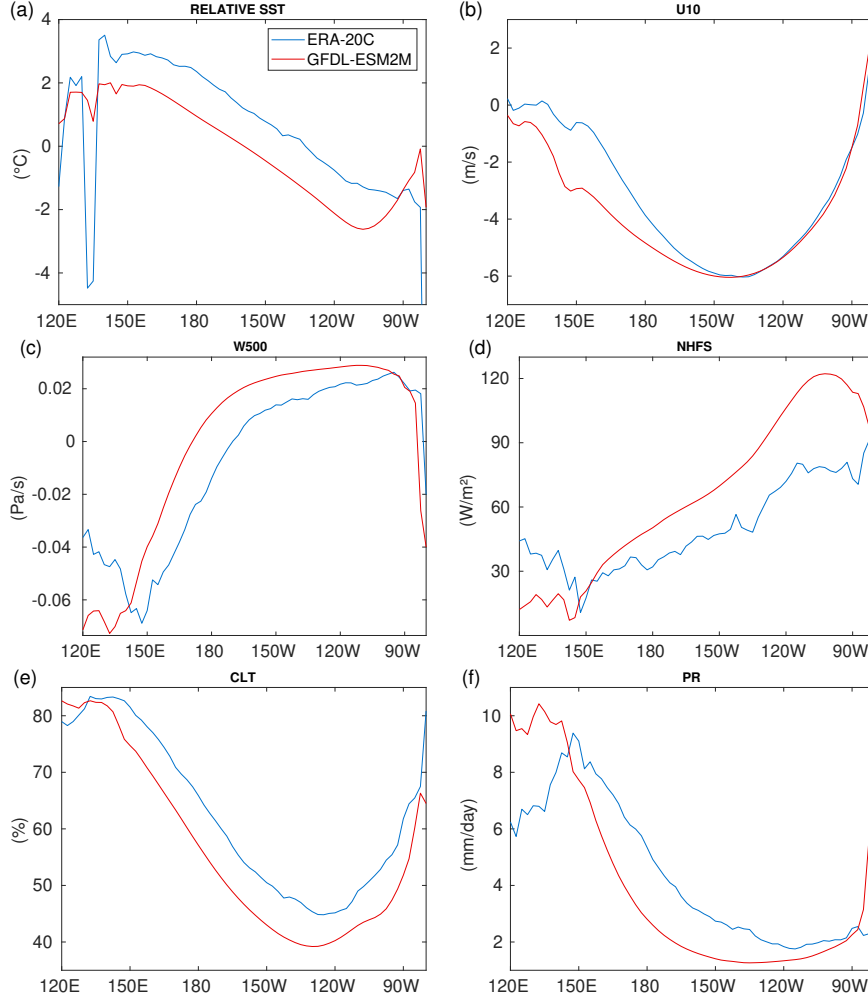 (a) RELATIVE SST
ERA-20C
GFDL-ESM2M
4
2
0
-2
-4
(°C)
120E 150E 180 150W 120W 90W
(b) U10
0
-2
-4
-6
(m/s)
120E 150E 180 150W 120W 90W
(c) W500
0.02
0
-0.02
-0.04
-0.06
(Pa/s)
120E 150E 180 150W 120W 90W
(d) NHFS
120
90
60
30
(W/m²)
120E 150E 180 150W 120W 90W
(e) CLT
80
70
60
50
40
(%)
120E 150E 180 150W 120W 90W
(f) PR
10
8
6
4
2
(mm/day)
120E 150E 180 150W 120W 90W